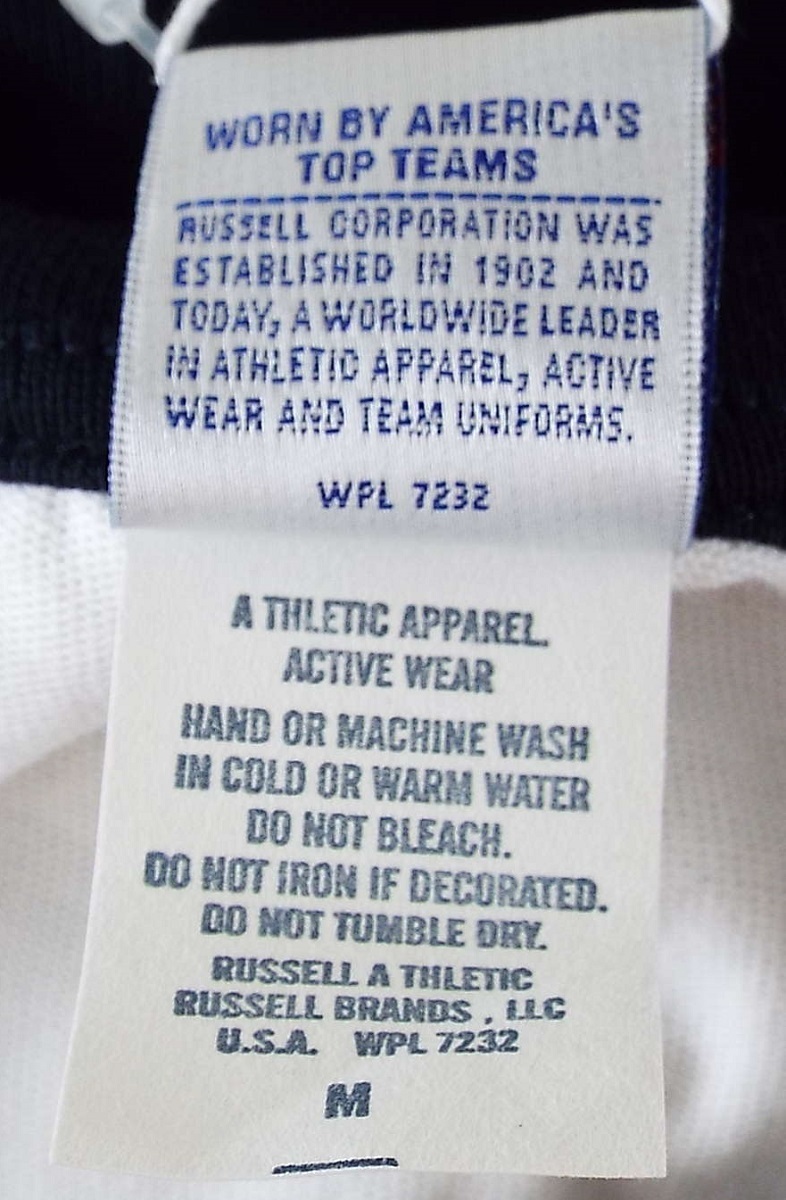 WORN BY AMERICA'S
TOP TEAMS
RUSSELL CORPORATION WAS
ESTABLISHED IN 1902 AND
TODAY, A WORLDWIDE LEADER
IN ATHLETIC APPAREL, ACTIVE
WEAR AND TEAM UNIFORMS.
WPL 7232
A THLETIC APPAREL.
ACTIVE WEAR
HAND OR MACHINE WASH
IN COLD OR WARM WATER
DO NOT BLEACH.
DO NOT IRON IF DECORATED.
DO NOT TUMBLE DRY.
RUSSELL A THLETIC
RUSSELL BRANDS , LLC
U.S.A. WPL 7232
M